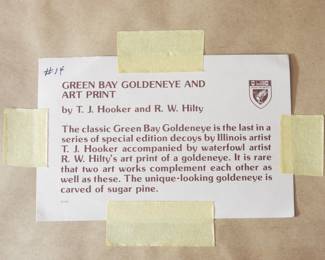 #14
GREEN BAY GOLDENEYE AND
ART PRINT
by T. J. Hooker and R. W. Hilty
The classic Green Bay Goldeneye is the last in a
series of special edition decoys by Illinois artist
T. J. Hooker accompanied by waterfowl artist
R. W. Hilty's art print of a goldeneye. It is rare
that two art works complement each other as
well as these. The unique-looking goldeneye is
carved of sugar pine.